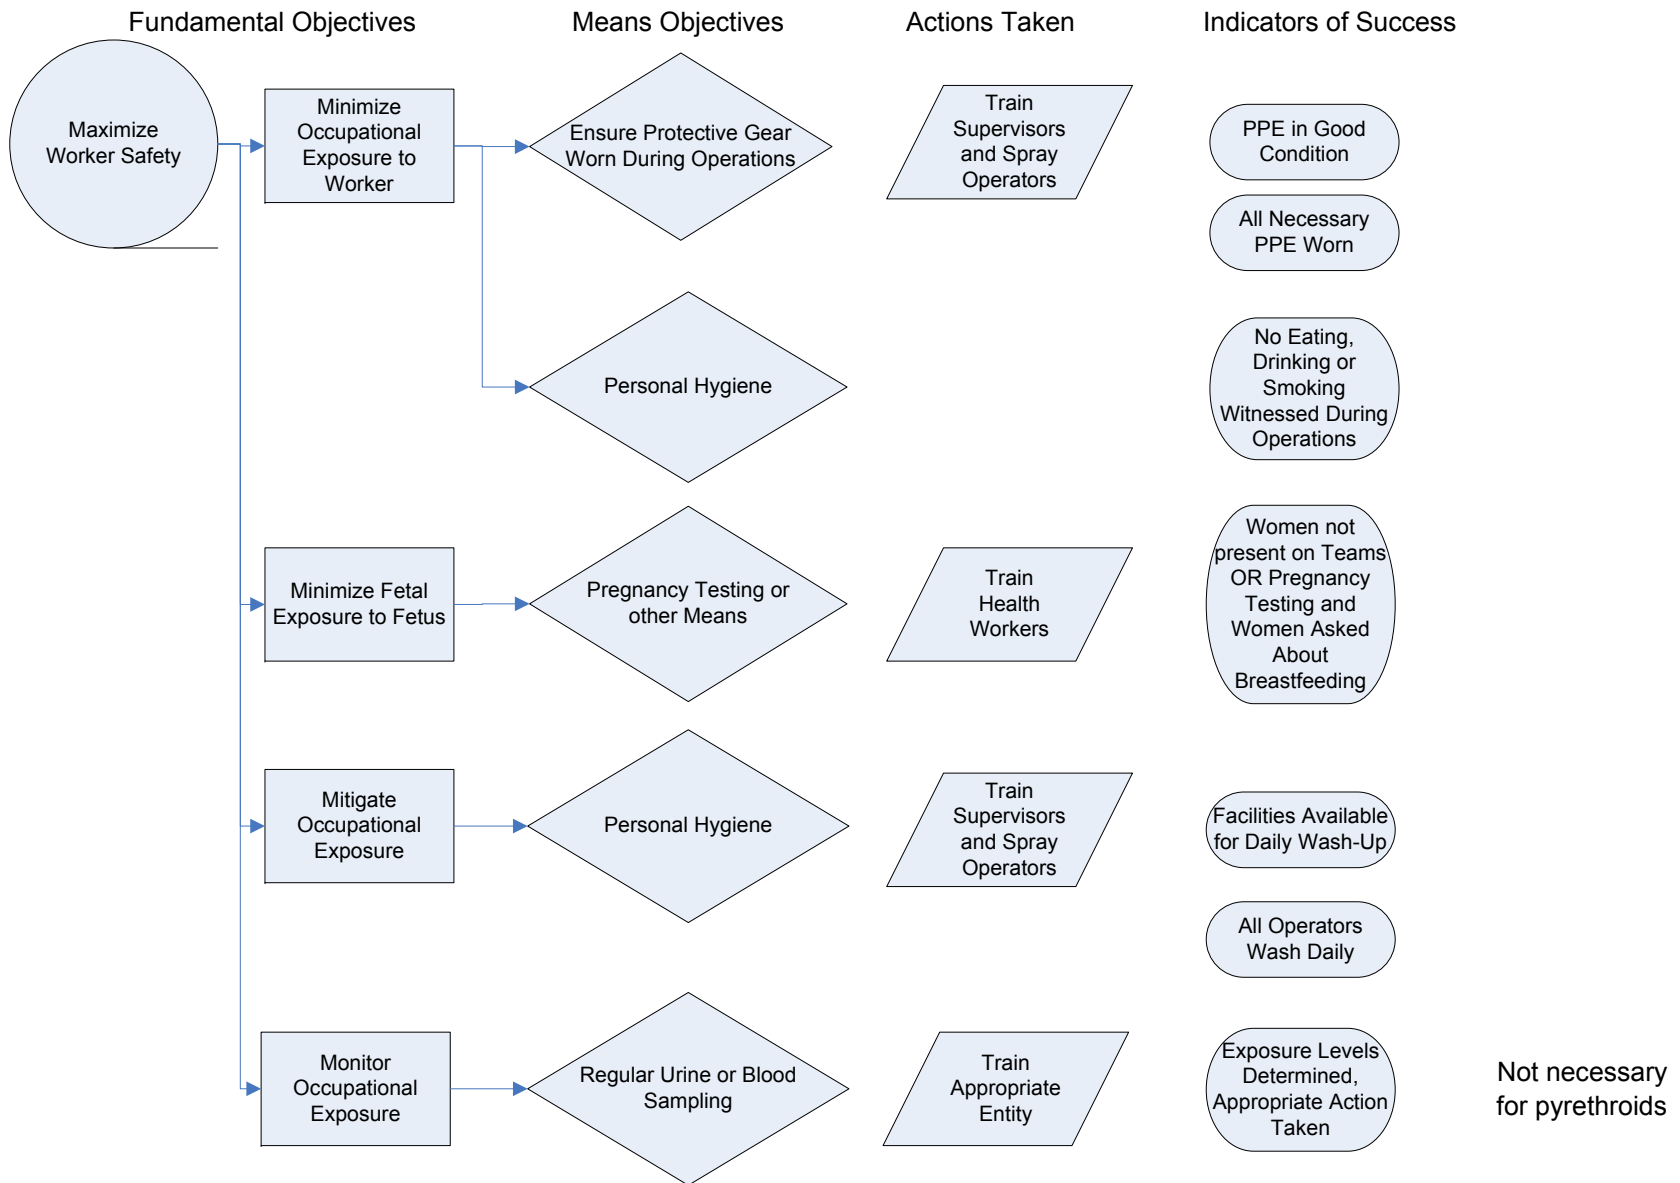 Fundamental Objectives
Means Objectives
Actions Taken
Indicators of Success
Maximize
Worker Safety
Minimize
Occupational
Exposure to
Worker
Ensure Protective Gear
Worn During Operations
Train
Supervisors
and Spray
Operators
PPE in Good
Condition
All Necessary
PPE Worn
Personal Hygiene
No Eating,
Drinking or
Smoking
Witnessed During
Operations
Minimize Fetal
Exposure to Fetus
Pregnancy Testing or
other Means
Train
Health
Workers
Women not
present on Teams
OR Pregnancy
Testing and
Women Asked
About
Breastfeeding
Mitigate
Occupational
Exposure
Personal Hygiene
Train
Supervisors
and Spray
Operators
Facilities Available
for Daily Wash-Up
All Operators
Wash Daily
Monitor
Occupational
Exposure
Regular Urine or Blood
Sampling
Train
Appropriate
Entity
Exposure Levels
Determined,
Appropriate Action
Taken
Not necessary
for pyrethroids